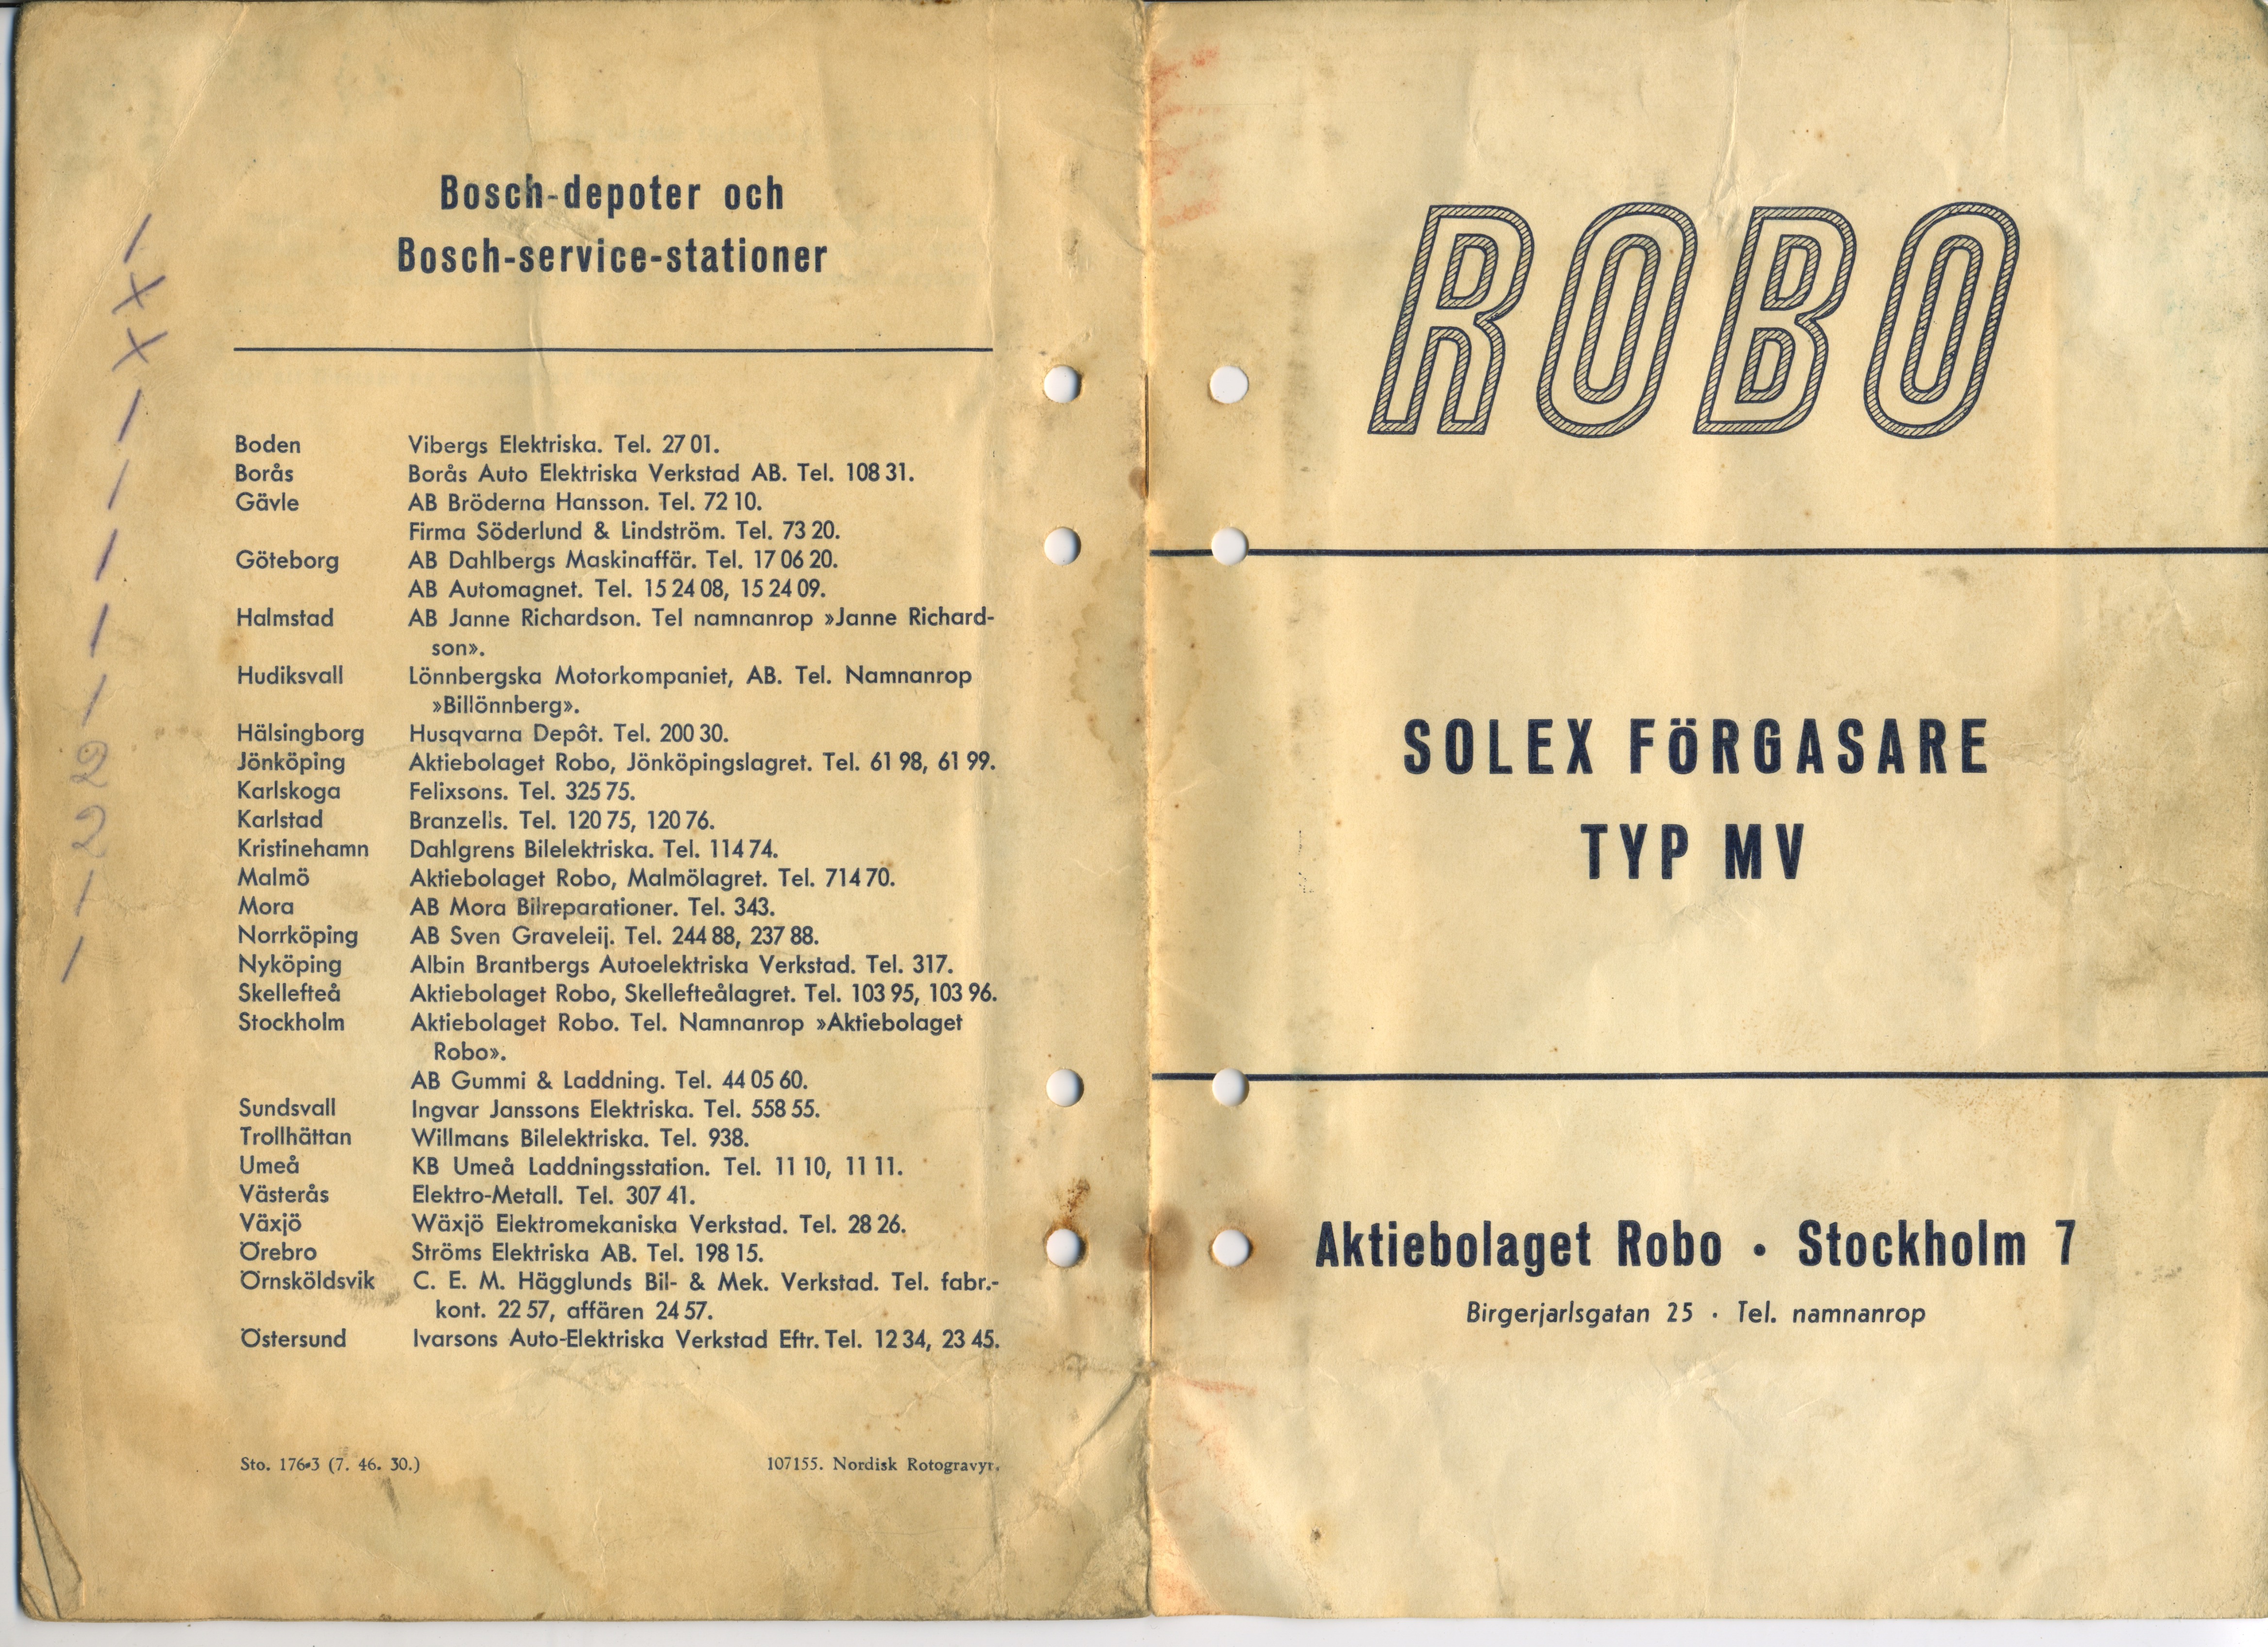 Bosch-depoter och
Bosch-service-stationer
Boden Vibergs Elektriska. Tel. 27 01.
Borås Borås Auto Elektriska Verkstad AB. Tel. 108 31.
Gävle AB Bröderna Hansson. Tel. 72 10.
Firma Söderlund & Lindström. Tel. 73 20.
Göteborg AB Dahlbergs Maskinaffär. Tel. 17 06 20.
AB Automagnet. Tel. 15 24 08, 15 24 09.
Halmstad AB Janne Richardson. Tel namnanrop »Janne Richard-
son».
Hudiksvall Lönnbergska Motorkompaniet, AB. Tel. Namnanrop
»Billönnberg».
Hälsingborg Husqvarna Depôt. Tel. 200 30.
Jönköping Aktiebolaget Robo, Jönköpingslagret. Tel. 61 98, 61 99.
Karlskoga Felixsons. Tel. 325 75.
Karlstad Branzells. Tel. 120 75, 120 76.
Kristinehamn Dahlgrens Bilelektriska. Tel. 114 74.
Malmö Aktiebolaget Robo, Malmölagret. Tel. 714 70.
Mora AB Mora Bilreparationer. Tel. 343.
Norrköping AB Sven Graveleij. Tel. 244 88, 237 88.
Nyköping Albin Brantbergs Autoelektriska Verkstad. Tel. 317.
Skellefteå Aktiebolaget Robo, Skellefteålagret. Tel. 103 95, 103 96.
Stockholm Aktiebolaget Robo. Tel. Namnanrop »Aktiebolaget
Robo».
AB Gummi & Laddning. Tel. 44 05 60.
Sundsvall Ingvar Janssons Elektriska. Tel. 558 55.
Trollhättan Willmans Bilelektriska. Tel. 938.
Umeå KB Umeå Laddningsstation. Tel. 11 10, 11 11.
Västerås Elektro-Metall. Tel. 307 41.
Växjö Wäxjö Elektromekaniska Verkstad. Tel. 28 26.
Örebro Ströms Elektriska AB. Tel. 198 15.
Örnsköldsvik C. E. M. Hägglunds Bil- & Mek. Verkstad. Tel. fabr.-
kont. 22 57, affären 24 57.
Östersund Ivarsons Auto-Elektriska Verkstad Eftr. Tel. 12 34, 23 45.
Sto. 176-3 (7. 46. 30.) 107155. Nordisk Rotogravyr.
ROBO
SOLEX FÖRGASARE
TYP MV
Aktiebolaget Robo • Stockholm 7
Birgerjarlsgatan 25 · Tel. namnanrop